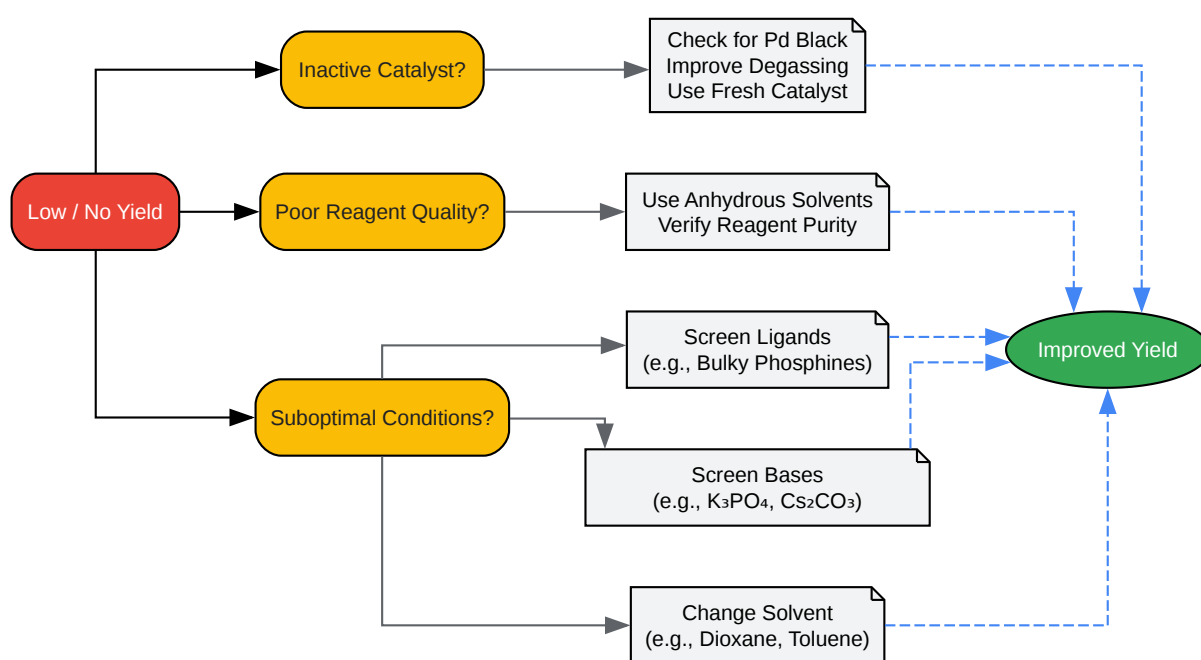 Low / No Yield
Inactive Catalyst?
Check for Pd Black
Improve Degassing
Use Fresh Catalyst
Poor Reagent Quality?
Use Anhydrous Solvents
Verify Reagent Purity
Suboptimal Conditions?
Screen Ligands
(e.g., Bulky Phosphines)
Screen Bases
(e.g., K₃PO₄, Cs₂CO₃)
Change Solvent
(e.g., Dioxane, Toluene)
Improved Yield